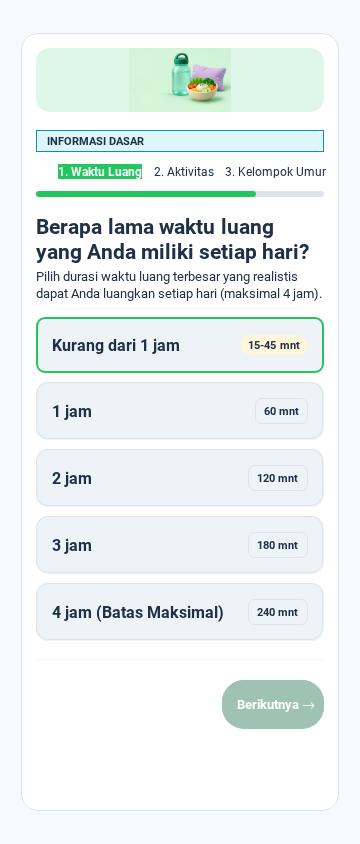 INFORMASI DASAR
1. Waktu Luang 2. Aktivitas 3. Kelompok Umur
Berapa lama waktu luang
yang Anda miliki setiap hari?
Pilih durasi waktu luang terbesar yang realistis
dapat Anda luangkan setiap hari (maksimal 4 jam).
Kurang dari 1 jam 15-45 mnt
1 jam 60 mnt
2 jam 120 mnt
3 jam 180 mnt
4 jam (Batas Maksimal) 240 mnt
Berikutnya →